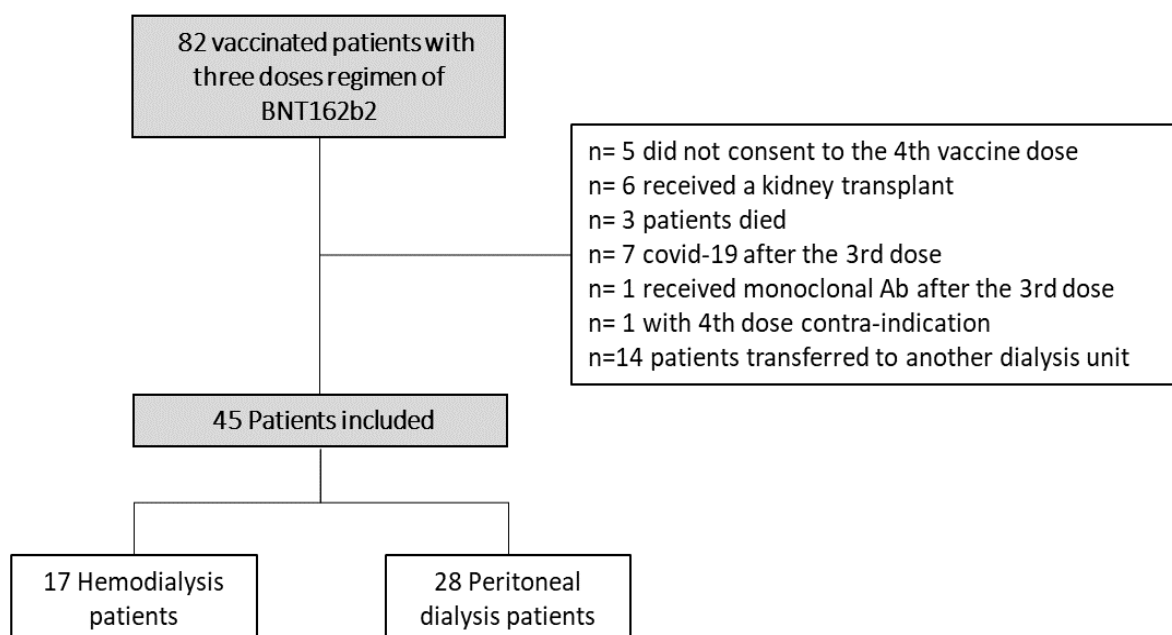 82 vaccinated patients with
three doses regimen of
BNT162b2
n= 5 did not consent to the 4th vaccine dose
n= 6 received a kidney transplant
n= 3 patients died
n= 7 covid-19 after the 3rd dose
n= 1 received monoclonal Ab after the 3rd dose
n= 1 with 4th dose contra-indication
n=14 patients transferred to another dialysis unit
45 Patients included
17 Hemodialysis
patients
28 Peritoneal
dialysis patients